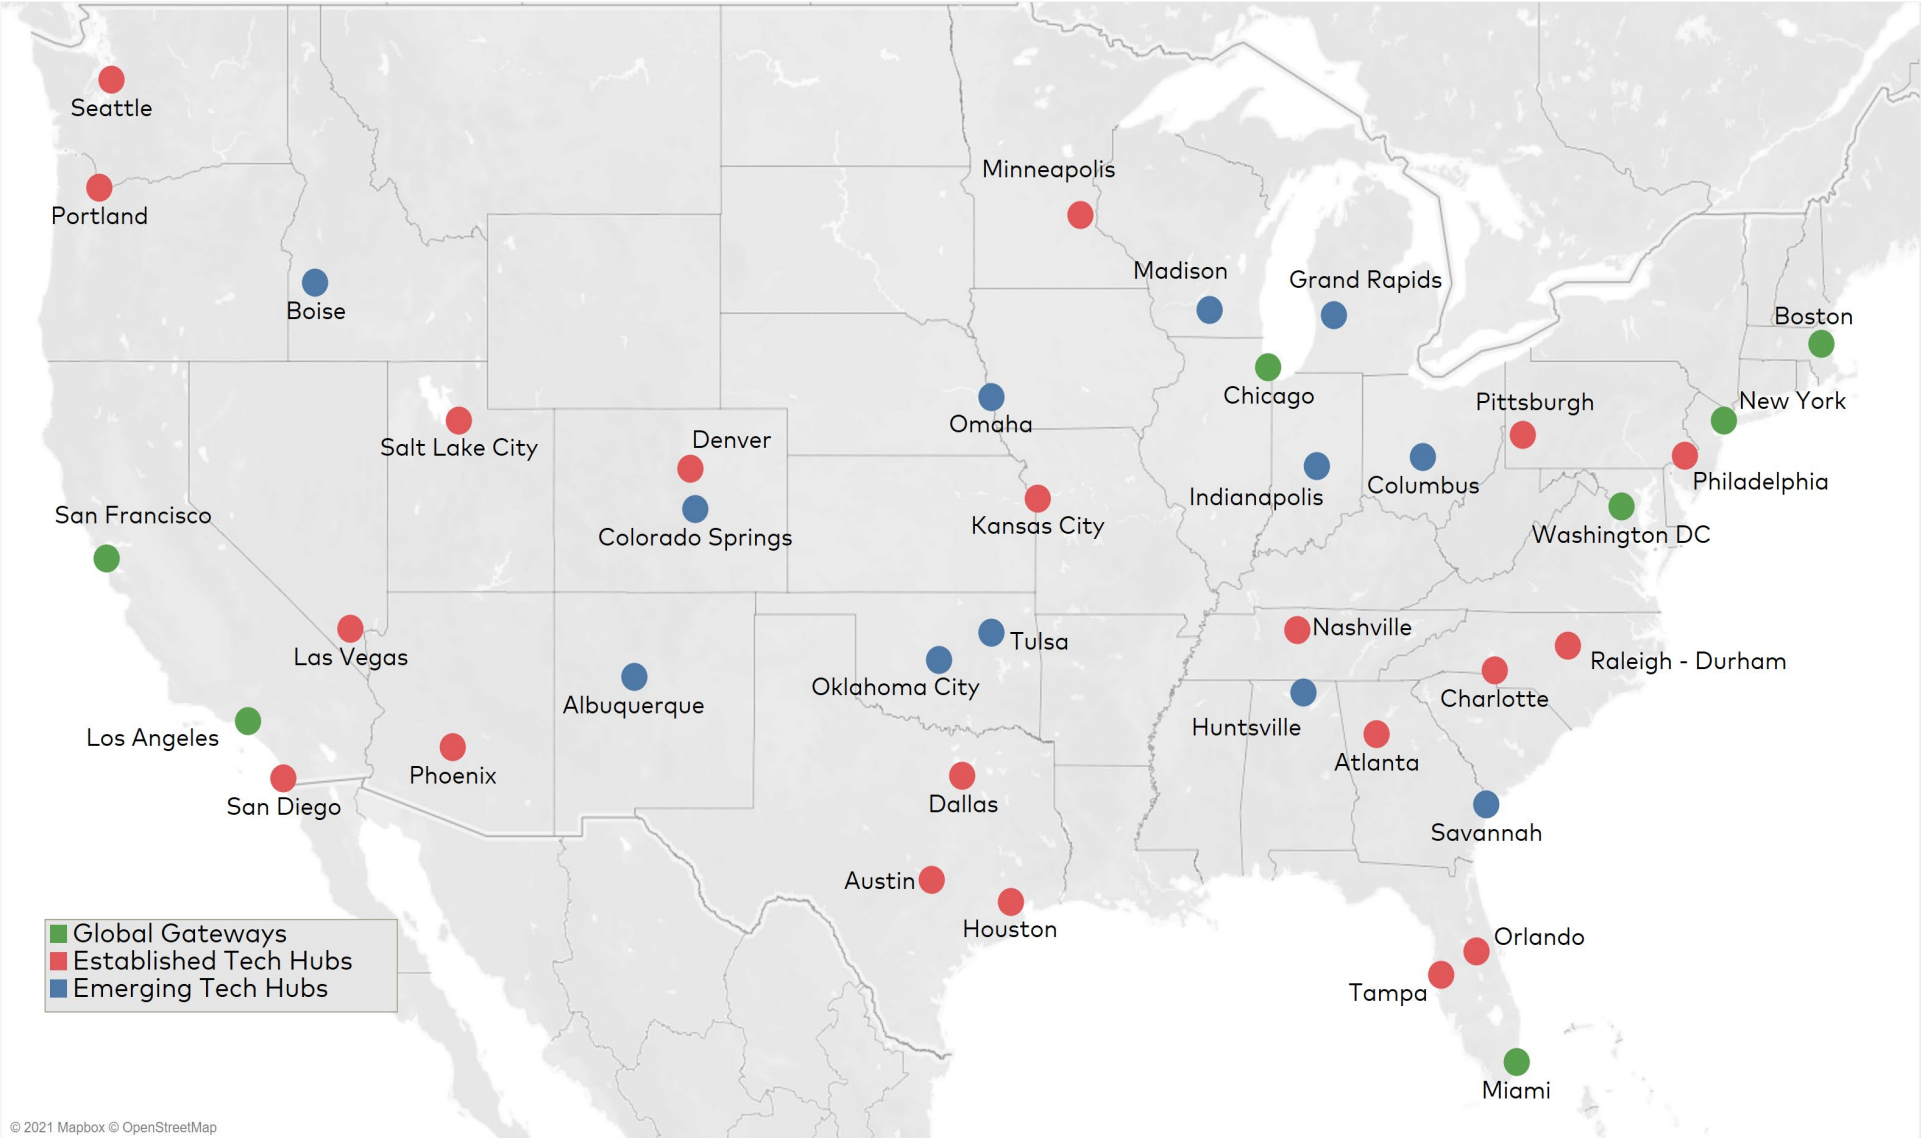 Seattle
Minneapolis
Portland
Madison
Grand Rapids
Boise
Boston
Chicago
Pittsburgh
New York
Omaha
Denver
Salt Lake City
Philadelphia
Columbus
Indianapolis
San Francisco
Kansas City
Washington DC
Colorado Springs
Nashville
Tulsa
Las Vegas
Raleigh - Durham
Oklahoma City
Charlotte
Albuquerque
Huntsville
Los Angeles
Atlanta
Phoenix
Dallas
San Diego
Savannah
Austin
Houston
Global Gateways
Established Tech Hubs
Emerging Tech Hubs
Orlando
Tampa
Miami
© 2021 Mapbox © OpenStreetMap